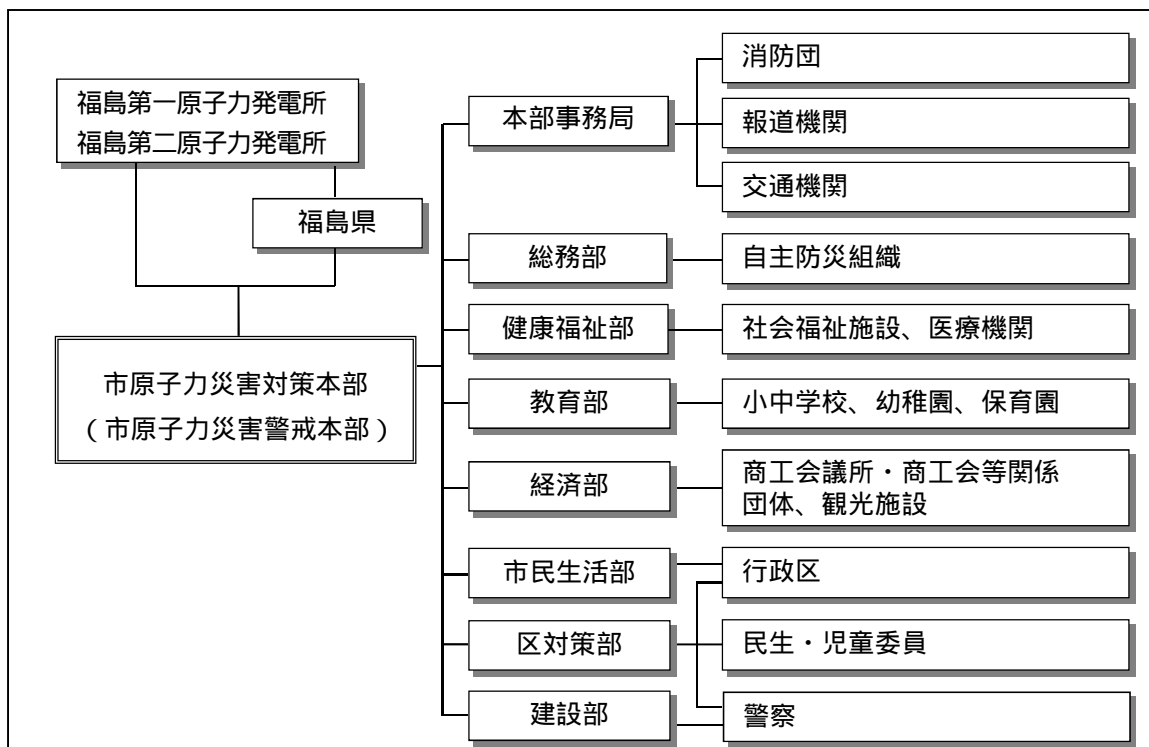 福島第一原子力発電所
福島第二原子力発電所
福島県
市原子力災害対策本部
（市原子力災害警戒本部）
本部事務局
消防団
報道機関
交通機関
総務部
自主防災組織
健康福祉部
社会福祉施設、医療機関
教育部
小中学校、幼稚園、保育園
経済部
商工会議所・商工会等関係
団体、観光施設
市民生活部
行政区
区対策部
民生・児童委員
建設部
警察